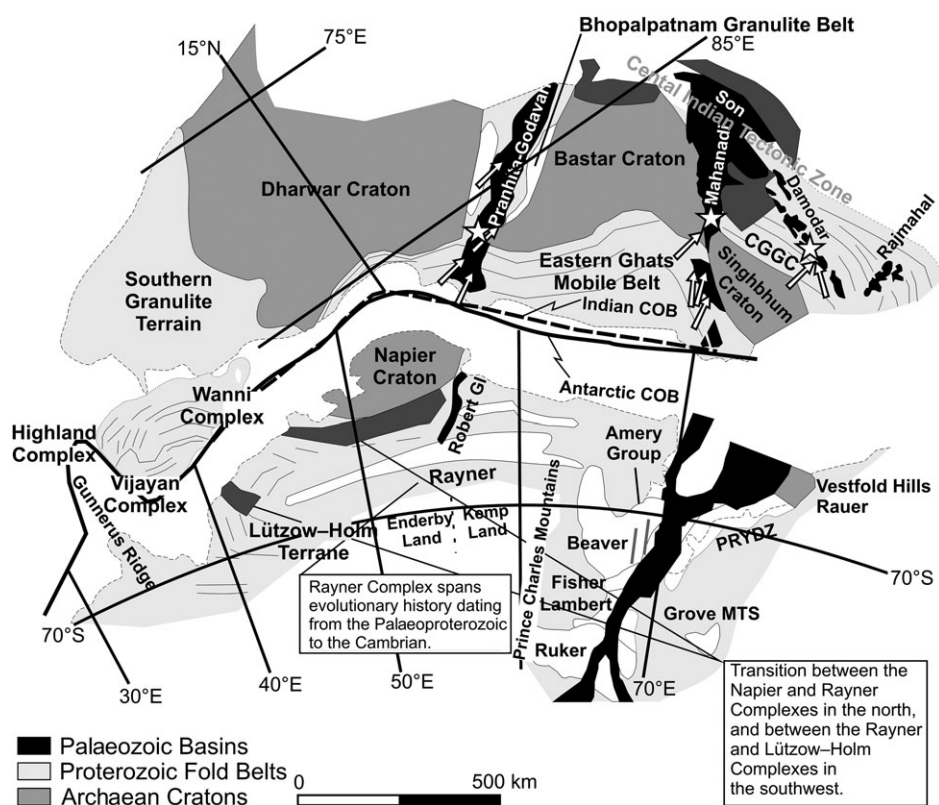 Bhopalpatnam Granulite Belt
75°E
15°N
85°E
Cental Indian Tectonic Zone
Son
Pranhita-Godavari
Mahanadi
Bastar Craton
Dharwar Craton
Damodar
Rajmahal
CGGC
Eastern Ghats
Mobile Belt
Indian COB
Singhbhum
Craton
Southern
Granulite
Terrain
Napier
Craton
Antarctic COB
Wanni
Complex
Robert Gl
Highland
Complex
Amery
Group
Vijayan
Complex
Rayner
Vestfold Hills
Rauer
Gunnerus Ridge
Enderby
Land
Kemp
Land
Prince Charles Mountains
Beaver
PRYDZ
Lützow–Holm
Terrane
70°S
Rayner Complex spans
evolutionary history dating
from the Palaeoproterozoic
to the Cambrian.
Fisher
Lambert
Grove MTS
70°S
Ruker
30°E
40°E
50°E
70°E
Transition between the
Napier and Rayner
Complexes in the north,
and between the Rayner
and Lützow–Holm
Complexes in
the southwest.
Palaeozoic Basins
Proterozoic Fold Belts
Archaean Cratons
0 500 km